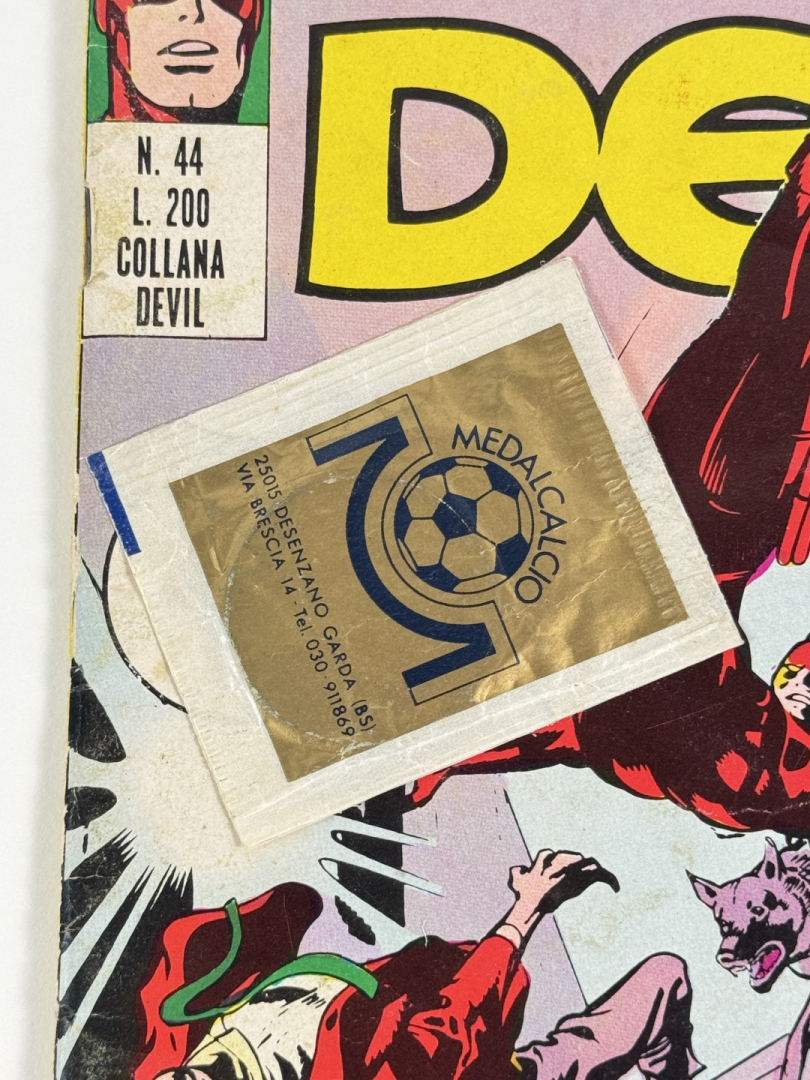 N. 44
L. 200
COLLANA
DEVIL
DE
MEDALCALCIO
25015 DESENZANO GARDA (BS)
VIA BRESCIA 14 - Tel. 030-911869